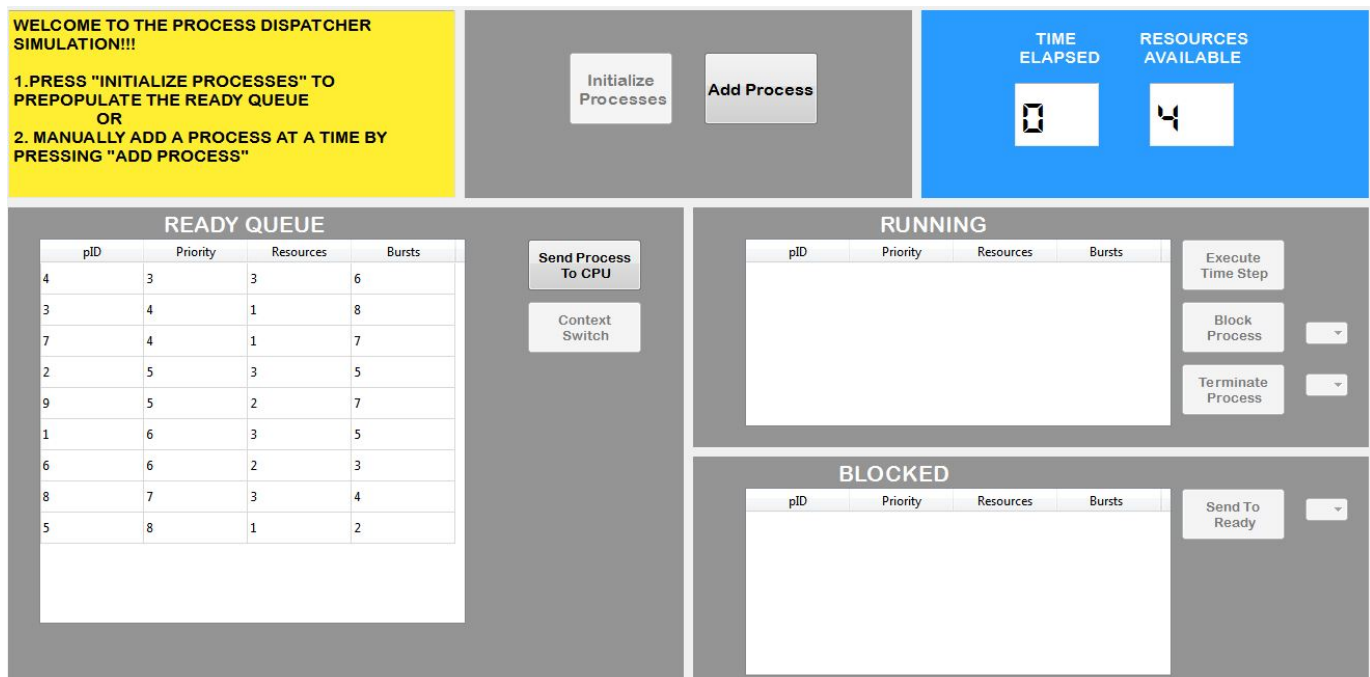 WELCOME TO THE PROCESS DISPATCHER
SIMULATION!!!
1.PRESS "INITIALIZE PROCESSES" TO
PREPOPULATE THE READY QUEUE
OR
2. MANUALLY ADD A PROCESS AT A TIME BY
PRESSING "ADD PROCESS"
Initialize
Processes
Add Process
TIME
ELAPSED
0
RESOURCES
AVAILABLE
4
READY QUEUE
pID Priority Resources Bursts
4 3 3 6
3 4 1 8
7 4 1 7
2 5 3 5
9 5 2 7
1 6 3 5
6 6 2 3
8 7 3 4
5 8 1 2
Send Process
To CPU
Context
Switch
RUNNING
pID Priority Resources Bursts
Execute
Time Step
Block
Process
Terminate
Process
BLOCKED
pID Priority Resources Bursts
Send To
Ready